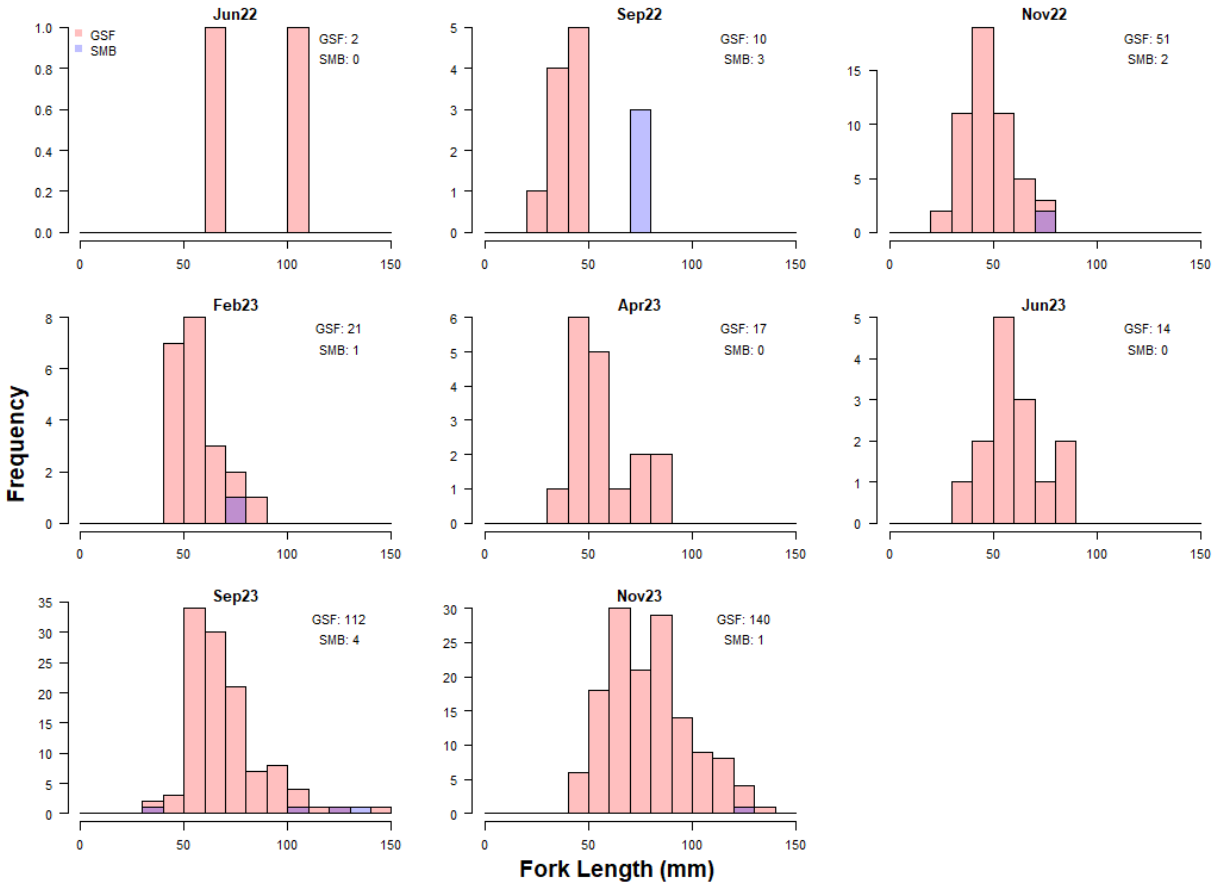 Jun22
GSF
SMB
GSF: 2
SMB: 0
1.0
0.8
0.6
0.4
0.2
0.0
0 50 100 150
Sep22
GSF: 10
SMB: 3
5
4
3
2
1
0
0 50 100 150
Nov22
GSF: 51
SMB: 2
15
10
5
0
0 50 100 150
Feb23
GSF: 21
SMB: 1
8
6
4
2
0
0 50 100 150
Apr23
GSF: 17
SMB: 0
6
5
4
3
2
1
0
0 50 100 150
Jun23
GSF: 14
SMB: 0
5
4
3
2
1
0
0 50 100 150
Frequency
Sep23
GSF: 112
SMB: 4
35
30
25
20
15
10
5
0
0 50 100 150
Nov23
GSF: 140
SMB: 1
30
25
20
15
10
5
0
0 50 100 150
Fork Length (mm)